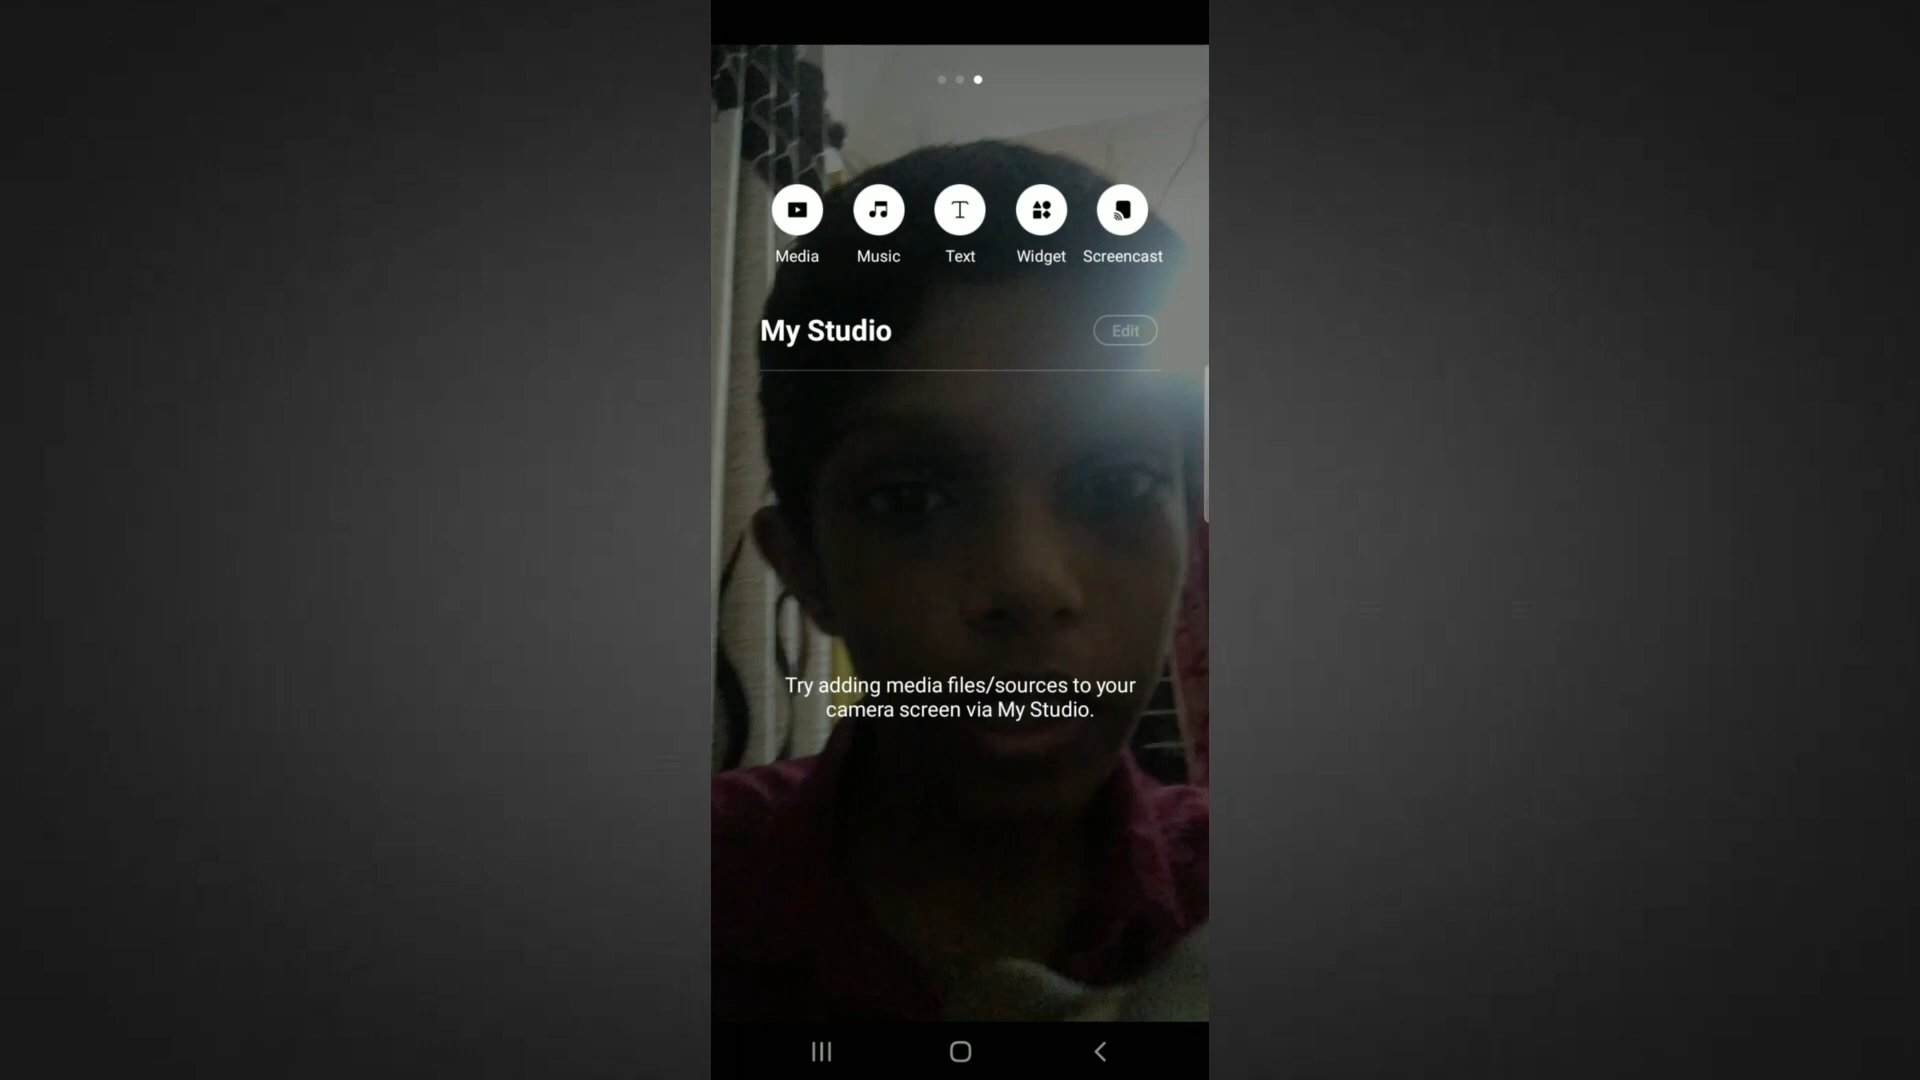 Media Music Text Widget Screencast
My Studio Edit
Try adding media files/sources to your
camera screen via My Studio.